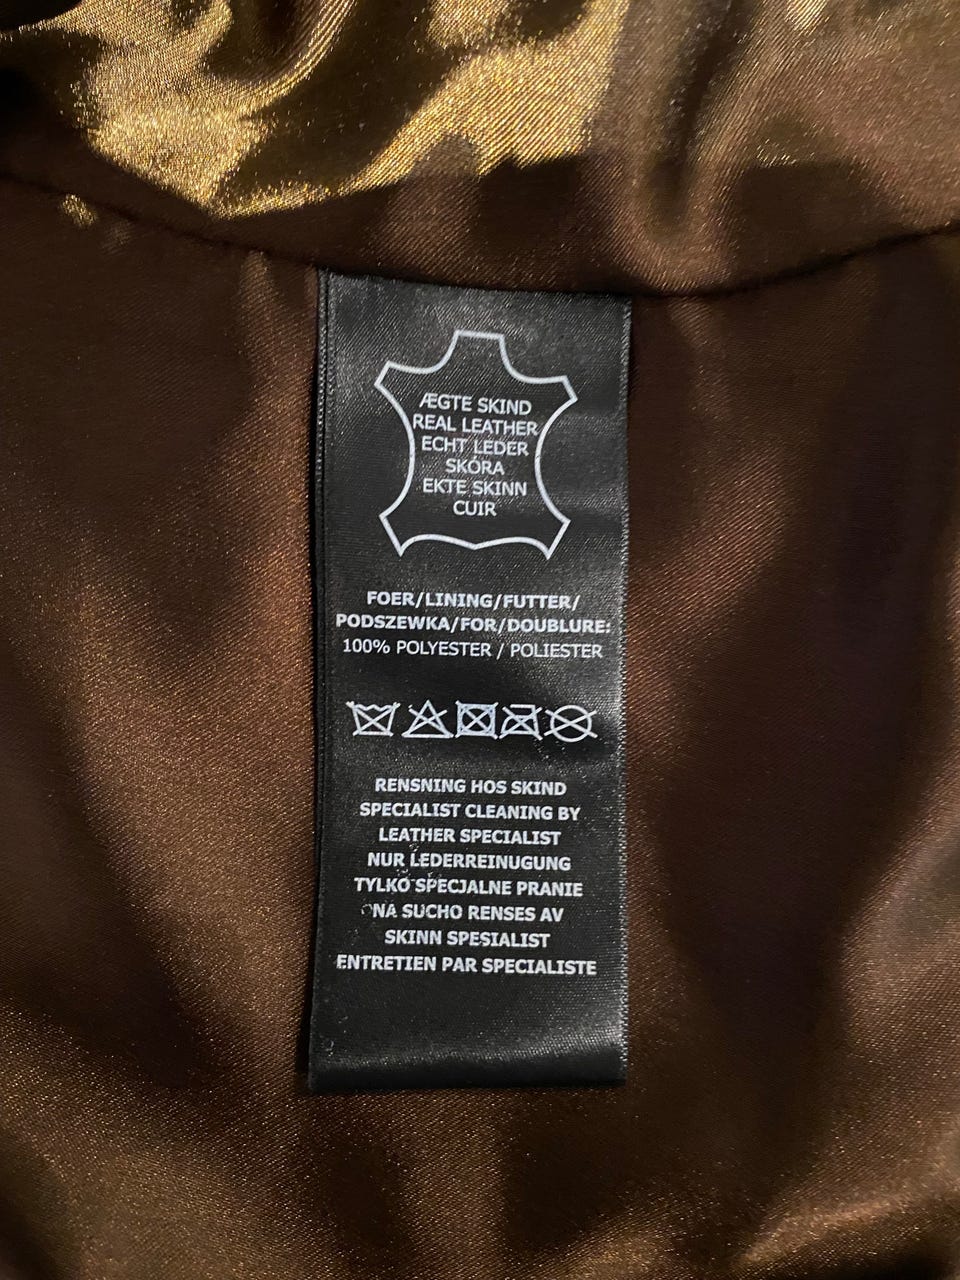 ÆGTE SKIND
REAL LEATHER
ECHT LEDER
SKÓRA
EKTE SKINN
CUIR
FOER/LINING/FUTTER/
PODSZEWKA/FOR/DOUBLURE:
100% POLYESTER / POLIESTER
RENSNING HOS SKIND
SPECIALIST CLEANING BY
LEATHER SPECIALIST
NUR LEDERREINUGUNG
TYLKO SPECJALNE PRANIE
NA SUCHO RENSES AV
SKINN SPESIALIST
ENTRETIEN PAR SPECIALISTE